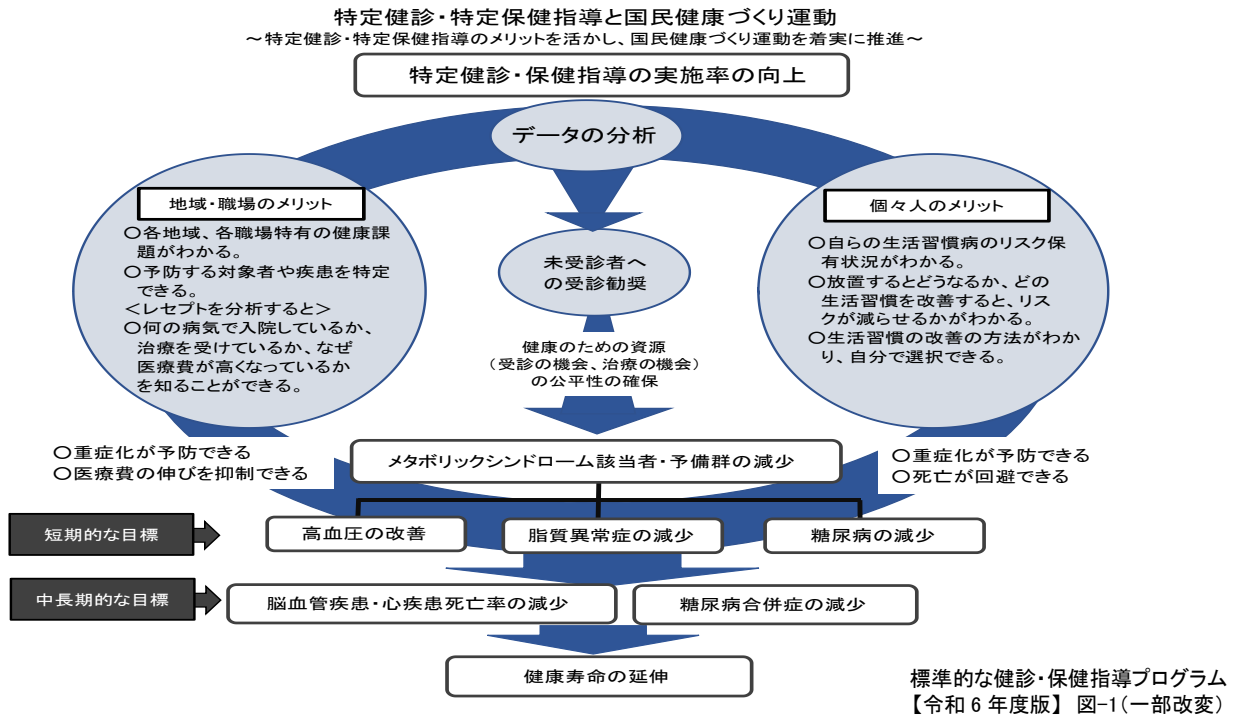 特定健診・特定保健指導と国民健康づくり運動
～特定健診・特定保健指導のメリットを活かし、国民健康づくり運動を着実に推進～
特定健診・保健指導の実施率の向上
データの分析
地域・職場のメリット
○各地域、各職場特有の健康課
題がわかる。
○予防する対象者や疾患を特定
できる。
＜レセプトを分析すると＞
○何の病気で入院しているか、
治療を受けているか、なぜ
医療費が高くなっているか
を知ることができる。
未受診者へ
の受診勧奨
健康のための資源
（受診の機会、治療の機会）
の公平性の確保
個々人のメリット
○自らの生活習慣病のリスク保
有状況がわかる。
○放置するとどうなるか、どの
生活習慣を改善すると、リス
クが減らせるかがわかる。
○生活習慣の改善の方法がわか
り、自分で選択できる。
○重症化が予防できる
○医療費の伸びを抑制できる
メタボリックシンドローム該当者・予備群の減少
○重症化が予防できる
○死亡が回避できる
短期的な目標
高血圧の改善
脂質異常症の減少
糖尿病の減少
中長期的な目標
脳血管疾患・心疾患死亡率の減少
糖尿病合併症の減少
健康寿命の延伸
標準的な健診・保健指導プログラム
【令和6年度版】 図-1（一部改変）